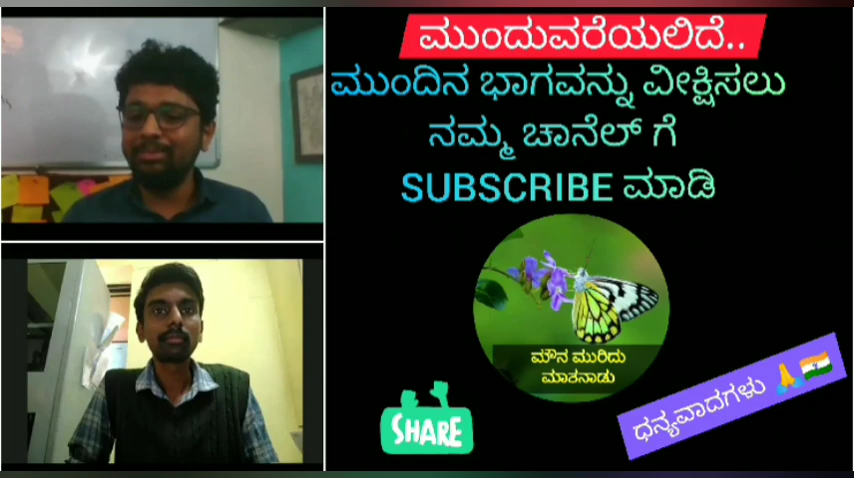 ಮುಂದುವರೆಯಲಿದೆ..
ಮುಂದಿನ ಭಾಗವನ್ನು ವೀಕ್ಷಿಸಲು
ನಮ್ಮ ಚಾನೆಲ್ ಗೆ
SUBSCRIBE ಮಾಡಿ
ಮೌನ ಮುರಿದು
ಮಾತನಾಡು
SHARE
ಧನ್ಯವಾದಗಳು 🙏🇮🇳